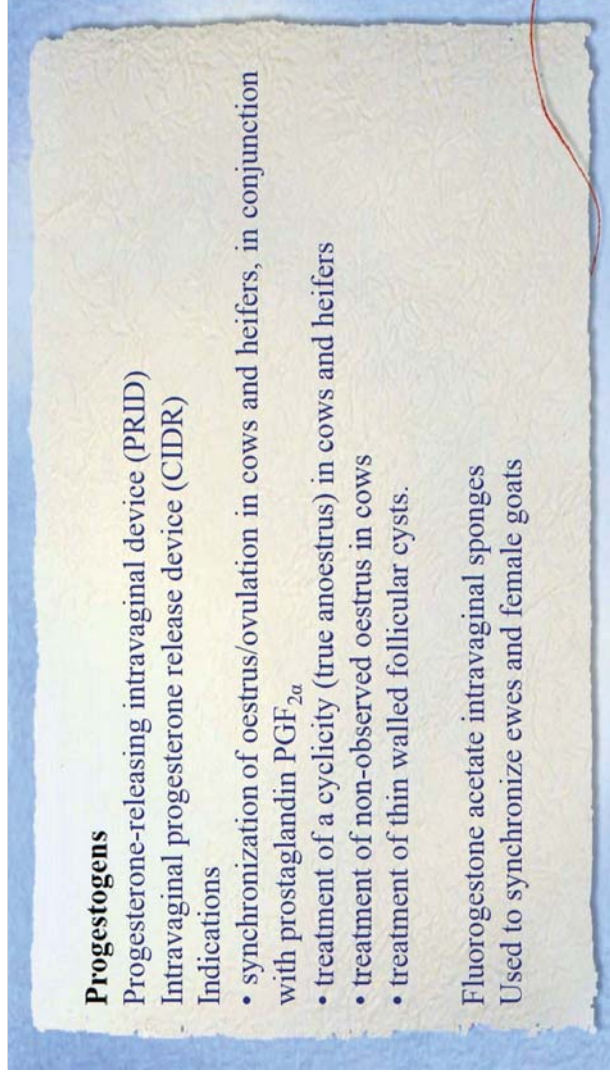 Progestogens
Progesterone-releasing intravaginal device (PRID)
Intravaginal progesterone release device (CIDR)
Indications
• synchronization of oestrus/ovulation in cows and heifers, in conjunction
with prostaglandin PGF₂α
• treatment of a cyclicity (true anoestrus) in cows and heifers
• treatment of non-observed oestrus in cows
• treatment of thin walled follicular cysts.
Fluorogestone acetate intravaginal sponges
Used to synchronize ewes and female goats